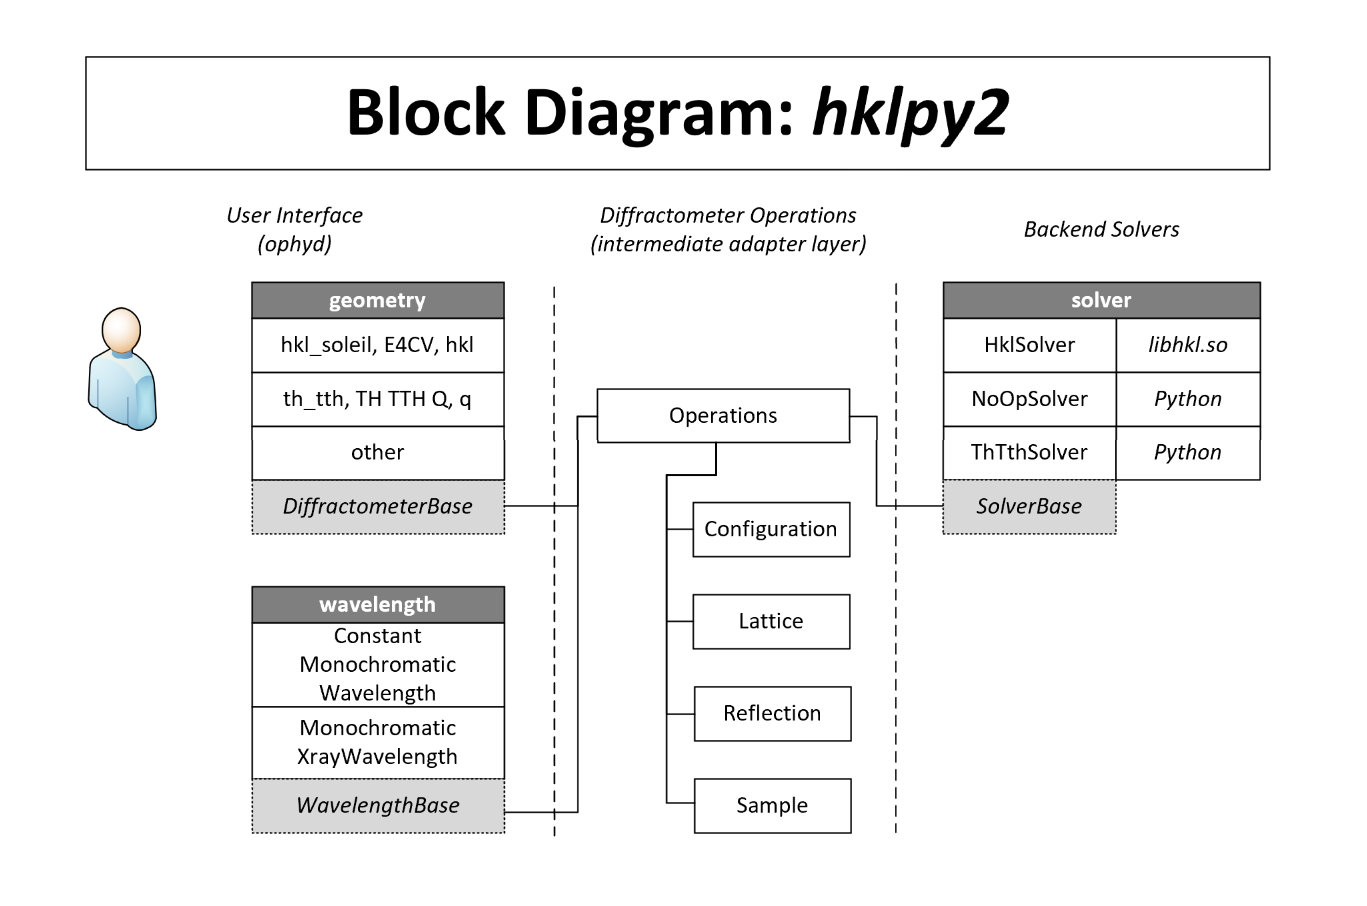 Block Diagram: hklpy2
User Interface
(ophyd)
Diffractometer Operations
(intermediate adapter layer)
Backend Solvers
geometry
hkl_soleil, E4CV, hkl
th_tth, TH TTH Q, q
other
DiffractometerBase
wavelength
Constant
Monochromatic
Wavelength
Monochromatic
XrayWavelength
WavelengthBase
Operations
Configuration
Lattice
Reflection
Sample
solver
HklSolver libhkl.so
NoOpSolver Python
ThTthSolver Python
SolverBase